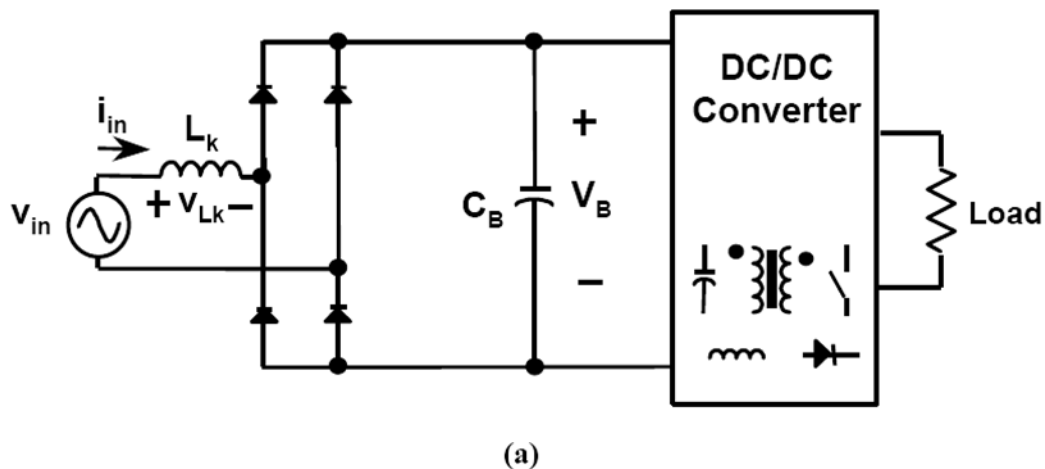 DC/DC
Converter
i_in
L_k
+ v_Lk −
v_in
C_B
+
V_B
−
Load
(a)